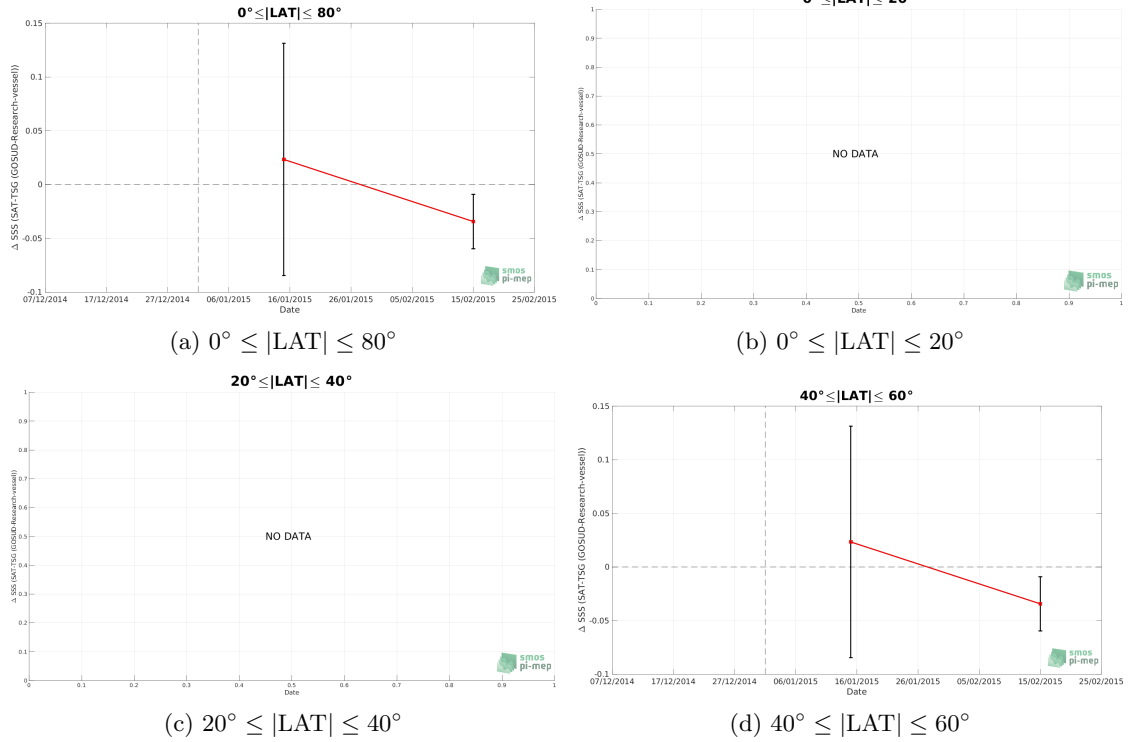 0°≤|LAT|≤ 80°
0.15
0.1
0.05
0
-0.05
-0.1
Δ SSS (SAT-TSG (GOSUD-Research-vessel))
07/12/2014 17/12/2014 27/12/2014 06/01/2015 16/01/2015 26/01/2015 05/02/2015 15/02/2015 25/02/2015
Date
smos
pi-mep
(a) 0° ≤ |LAT| ≤ 80°
0°≤|LAT|≤ 20°
1
0.9
0.8
0.7
0.6
0.5
0.4
0.3
0.2
0.1
0
Δ SSS (SAT-TSG (GOSUD-Research-vessel))
NO DATA
0 0.1 0.2 0.3 0.4 0.5 0.6 0.7 0.8 0.9 1
Date
smos
pi-mep
(b) 0° ≤ |LAT| ≤ 20°
20°≤|LAT|≤ 40°
1
0.9
0.8
0.7
0.6
0.5
0.4
0.3
0.2
0.1
0
Δ SSS (SAT-TSG (GOSUD-Research-vessel))
NO DATA
0 0.1 0.2 0.3 0.4 0.5 0.6 0.7 0.8 0.9 1
Date
smos
pi-mep
(c) 20° ≤ |LAT| ≤ 40°
40°≤|LAT|≤ 60°
0.15
0.1
0.05
0
-0.05
-0.1
Δ SSS (SAT-TSG (GOSUD-Research-vessel))
07/12/2014 17/12/2014 27/12/2014 06/01/2015 16/01/2015 26/01/2015 05/02/2015 15/02/2015 25/02/2015
Date
smos
pi-mep
(d) 40° ≤ |LAT| ≤ 60°